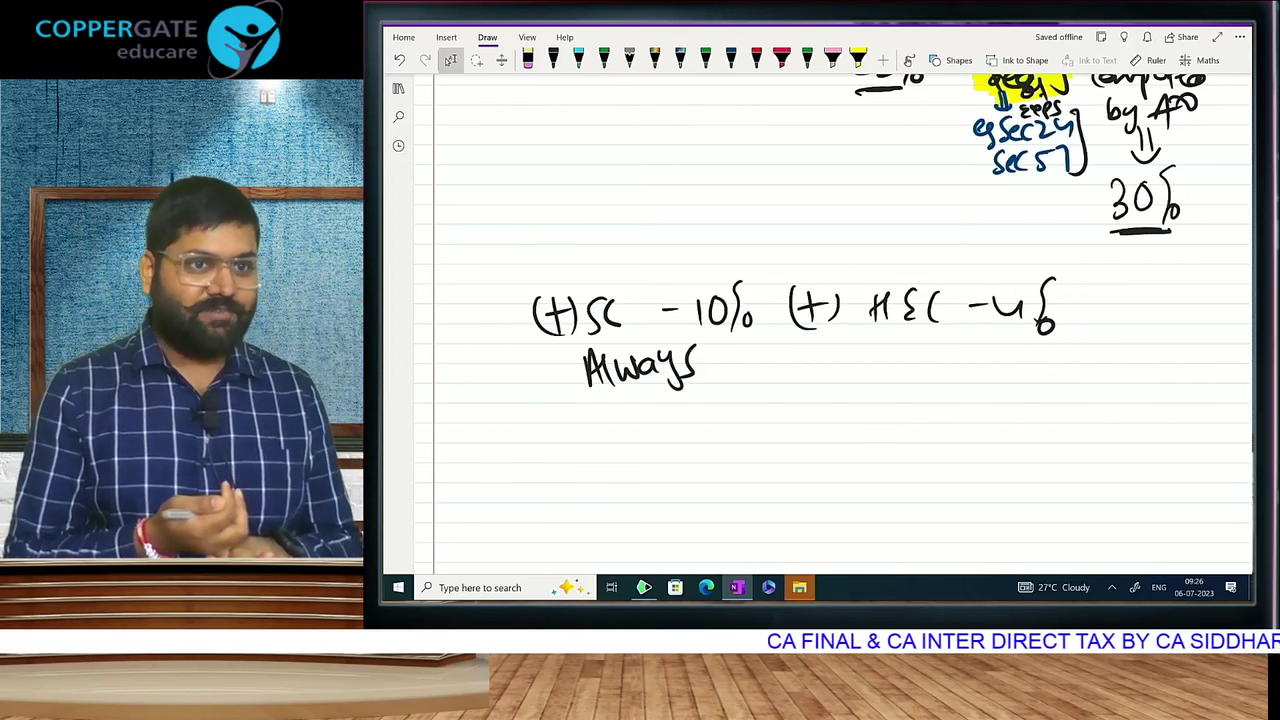 COPPERGATE
educare
Home Insert Draw View Help
Saved offline
Share
Shapes
Ink to Shape
Ink to Text
Ruler
Maths
by
eg Sec 24
Sec 57
30%
(+) SC - 10% (+) HEC - 4%
Always
Type here to search
27°C Cloudy
ENG
09:26
06-07-2023
CA FINAL & CA INTER DIRECT TAX BY CA SIDDHAR